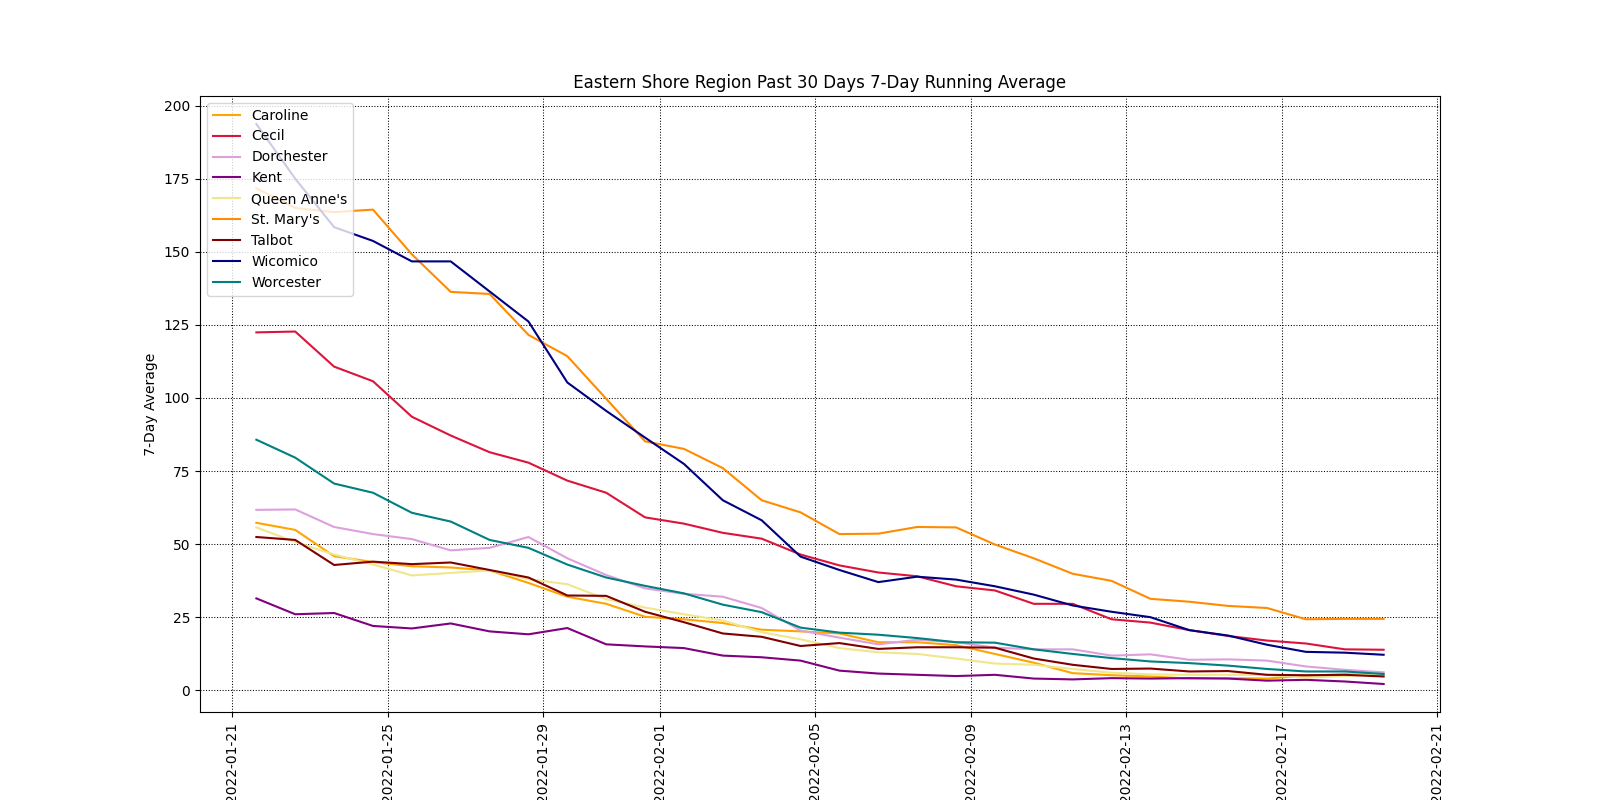 Eastern Shore Region Past 30 Days 7-Day Running Average
200
175
150
125
100
75
50
25
0
7-Day Average
Caroline
Cecil
Dorchester
Kent
Queen Anne's
St. Mary's
Talbot
Wicomico
Worcester
2022-01-21
2022-01-25
2022-01-29
2022-02-01
2022-02-05
2022-02-09
2022-02-13
2022-02-17
2022-02-21